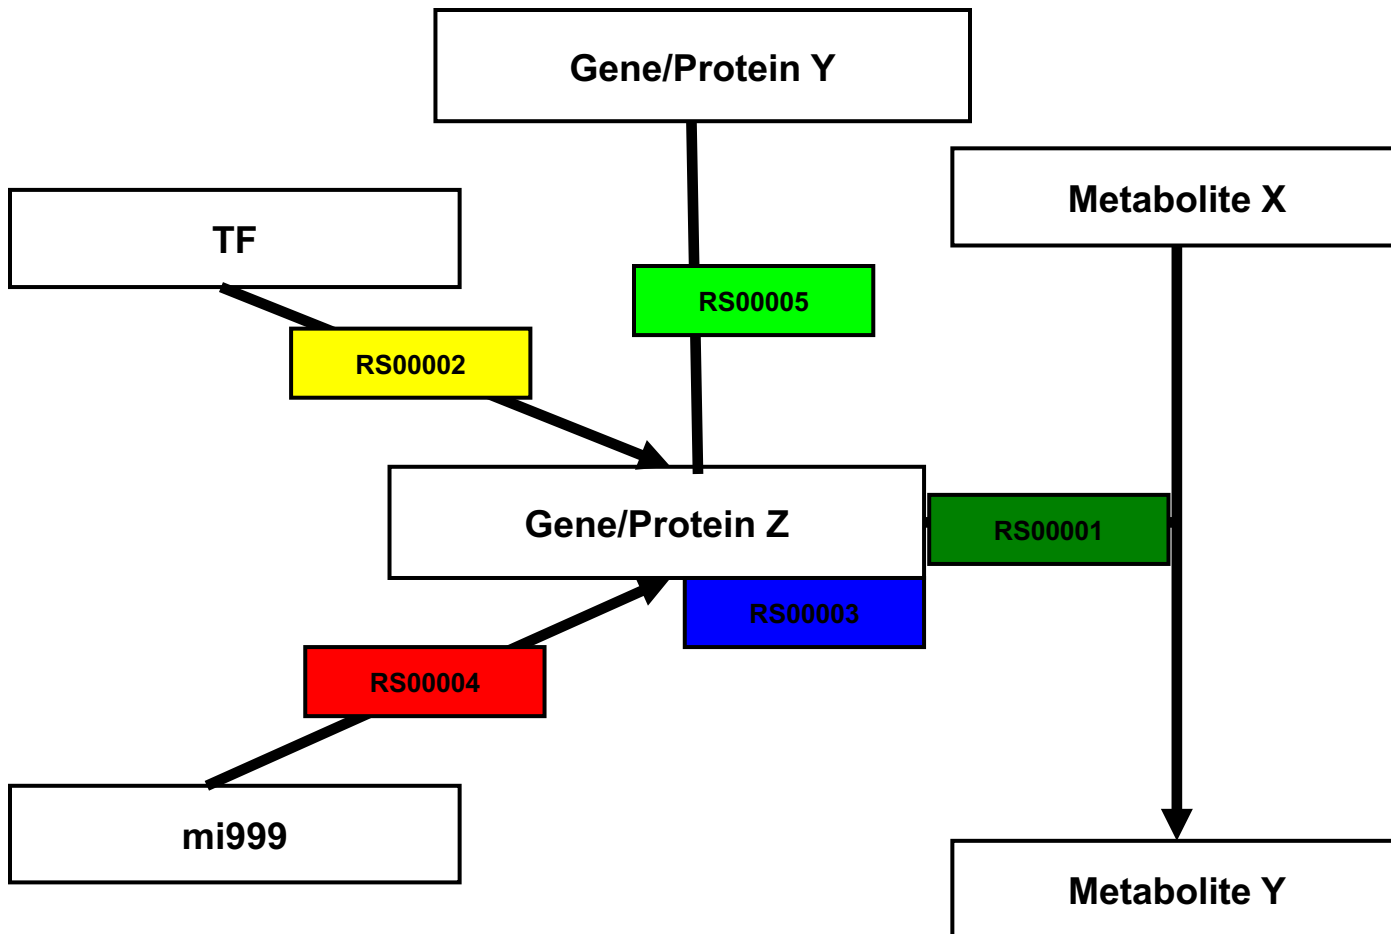 Gene/Protein Y
Metabolite X
TF
RS00005
RS00002
Gene/Protein Z
RS00001
RS00003
RS00004
mi999
Metabolite Y